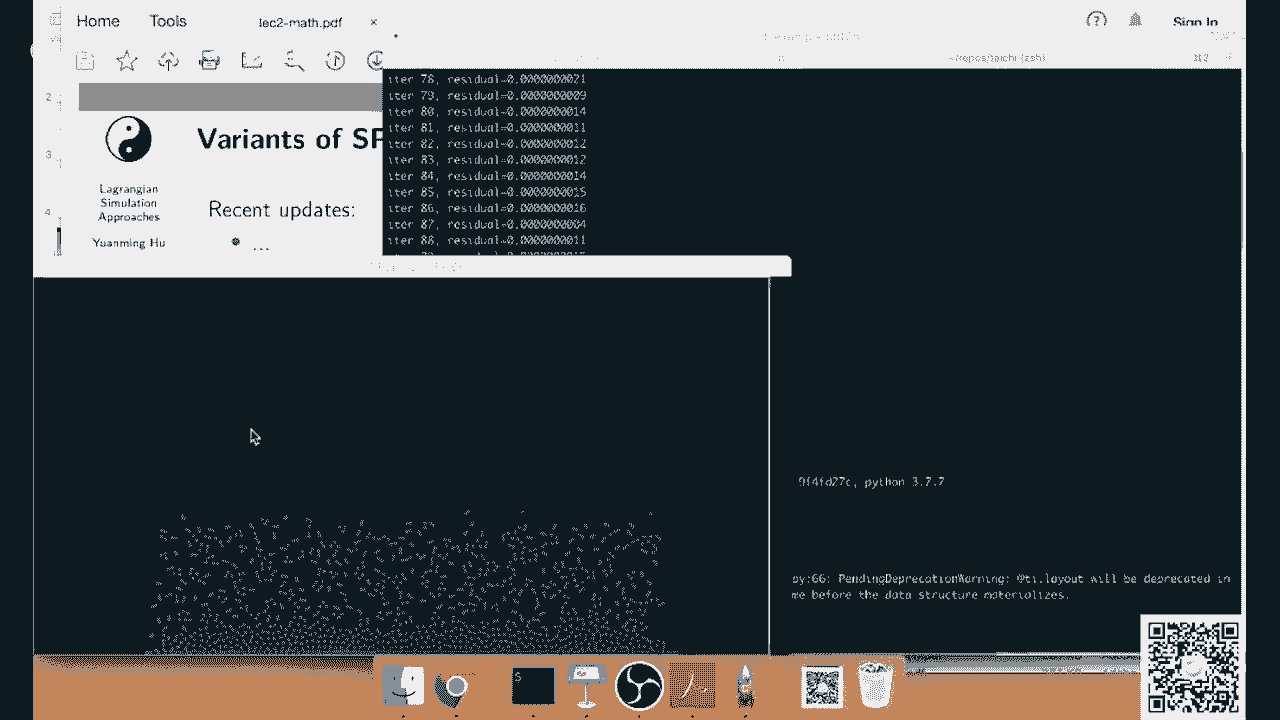 Home Tools lec2-math.pdf × ? Sign In
~/repos/taichi (zsh)
2
3
4
Variants of SP
Lagrangian
Simulation
Approaches
Yuanming Hu
Recent updates:
...
iter 78, residual=0.0000000021
iter 79, residual=0.0000000009
iter 80, residual=0.0000000014
iter 81, residual=0.0000000011
iter 82, residual=0.0000000012
iter 83, residual=0.0000000012
iter 84, residual=0.0000000014
iter 85, residual=0.0000000015
iter 86, residual=0.0000000016
iter 87, residual=0.0000000004
iter 88, residual=0.0000000011
9f4fd27c, python 3.7.7
py:66: PendingDeprecationWarning: @ti.layout will be deprecated in
me before the data structure materializes.
$